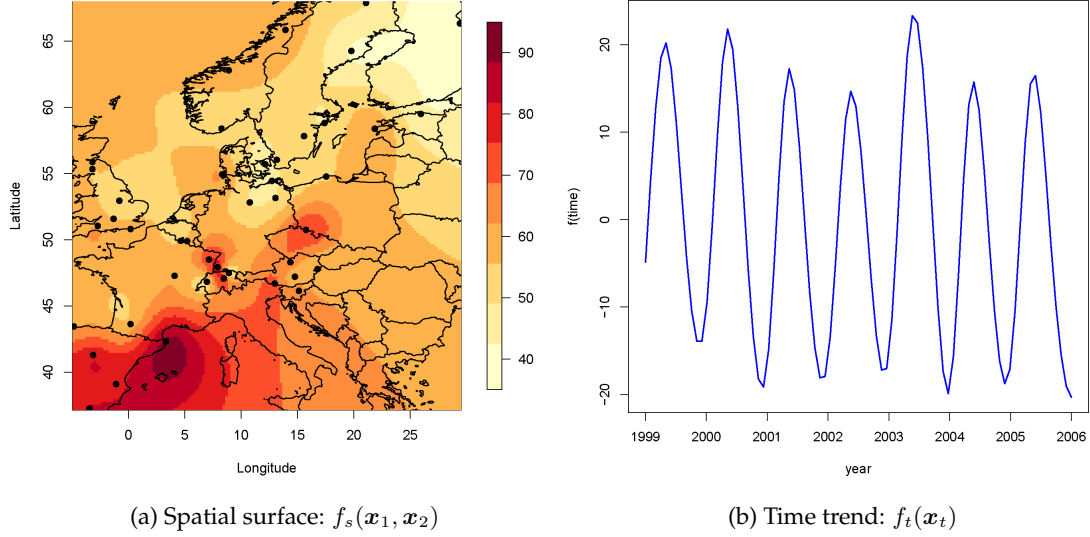 65
60
55
50
45
40
Latitude
0 5 10 15 20 25
Longitude
90
80
70
60
50
40
(a) Spatial surface: f_s(x_1, x_2)
20
10
0
−10
−20
f(time)
1999 2000 2001 2002 2003 2004 2005 2006
year
(b) Time trend: f_t(x_t)